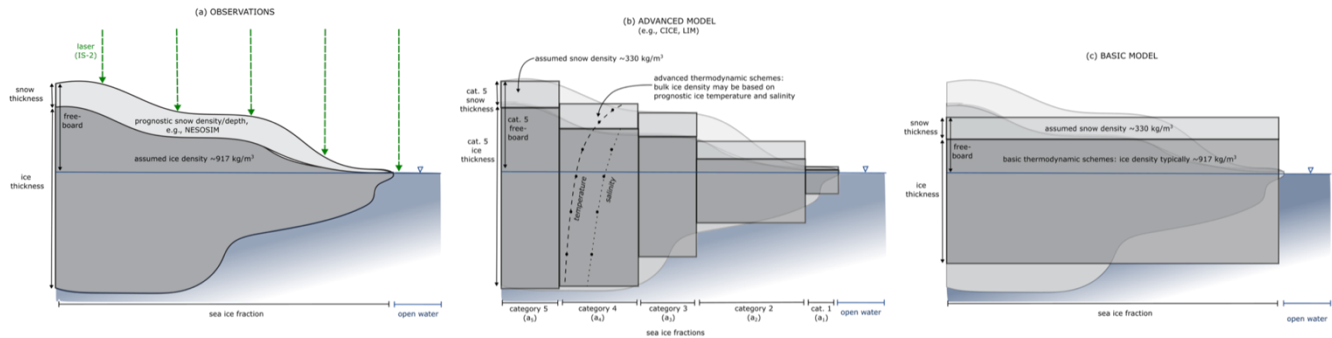 (a) OBSERVATIONS
laser
(IS-2)
snow
thickness
free-
board
prognostic snow density/depth,
e.g., NESOSIM
assumed ice density ~917 kg/m³
ice
thickness
sea ice fraction
open water
(b) ADVANCED MODEL
(e.g., CICE, LIM)
assumed snow density ~330 kg/m³
advanced thermodynamic schemes:
bulk ice density may be based on
prognostic ice temperature and salinity
cat. 5
snow
thickness
cat. 5
free-
board
cat. 5
ice
thickness
temperature
salinity
category 5
(a₅)
category 4
(a₄)
category 3
(a₃)
category 2
(a₂)
cat. 1
(a₁)
open water
sea ice fractions
(c) BASIC MODEL
snow
thickness
assumed snow density ~330 kg/m³
free-
board
basic thermodynamic schemes: ice density typically ~917 kg/m³
ice
thickness
sea ice fraction
open water